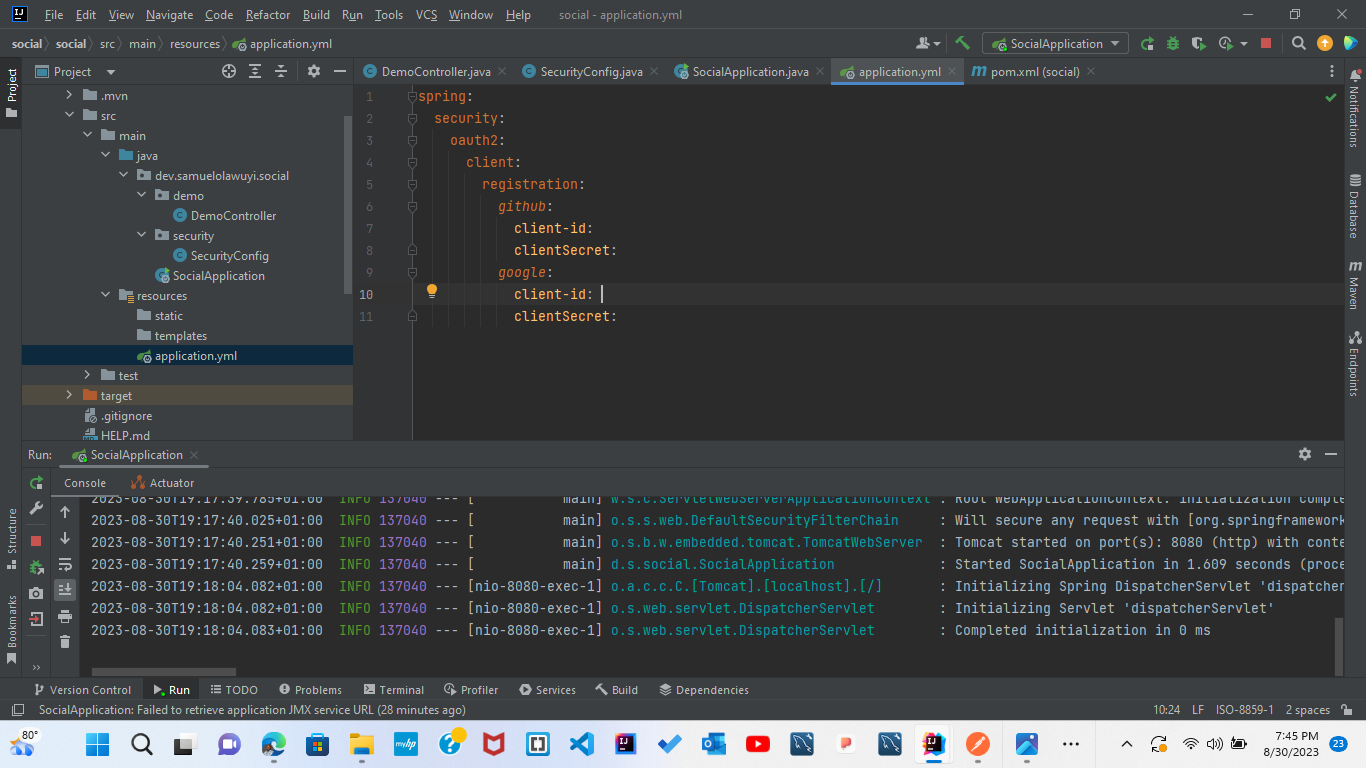 File Edit View Navigate Code Refactor Build Run Tools VCS Window Help social - application.yml
social social src main resources application.yml SocialApplication
Project
Project
DemoController.java SecurityConfig.java SocialApplication.java application.yml pom.xml (social)
.mvn
src
main
java
dev.samuelolawuyi.social
demo
DemoController
security
SecurityConfig
SocialApplication
resources
static
templates
application.yml
test
target
.gitignore
HELP.md
1 spring:
2 security:
3 oauth2:
4 client:
5 registration:
6 github:
7 client-id:
8 clientSecret:
9 google:
10 client-id:
11 clientSecret:
Notifications
Database
Maven
Endpoints
Run: SocialApplication
Console Actuator
Structure
Bookmarks
2023-08-30T19:17:39.785+01:00 INFO 137040 --- [ main] w.s.c.ServletWebServerApplicationContext : Root WebApplicationContext: initialization comple
2023-08-30T19:17:40.025+01:00 INFO 137040 --- [ main] o.s.s.web.DefaultSecurityFilterChain : Will secure any request with [org.springframework
2023-08-30T19:17:40.251+01:00 INFO 137040 --- [ main] o.s.b.w.embedded.tomcat.TomcatWebServer : Tomcat started on port(s): 8080 (http) with conte
2023-08-30T19:17:40.259+01:00 INFO 137040 --- [ main] d.s.social.SocialApplication : Started SocialApplication in 1.609 seconds (proce
2023-08-30T19:18:04.082+01:00 INFO 137040 --- [nio-8080-exec-1] o.a.c.c.C.[Tomcat].[localhost].[/] : Initializing Spring DispatcherServlet 'dispatcher
2023-08-30T19:18:04.082+01:00 INFO 137040 --- [nio-8080-exec-1] o.s.web.servlet.DispatcherServlet : Initializing Servlet 'dispatcherServlet'
2023-08-30T19:18:04.083+01:00 INFO 137040 --- [nio-8080-exec-1] o.s.web.servlet.DispatcherServlet : Completed initialization in 0 ms
Version Control Run TODO Problems Terminal Profiler Services Build Dependencies
SocialApplication: Failed to retrieve application JMX service URL (28 minutes ago) 10:24 LF ISO-8859-1 2 spaces
80° myhp 7:45 PM
8/30/2023 23